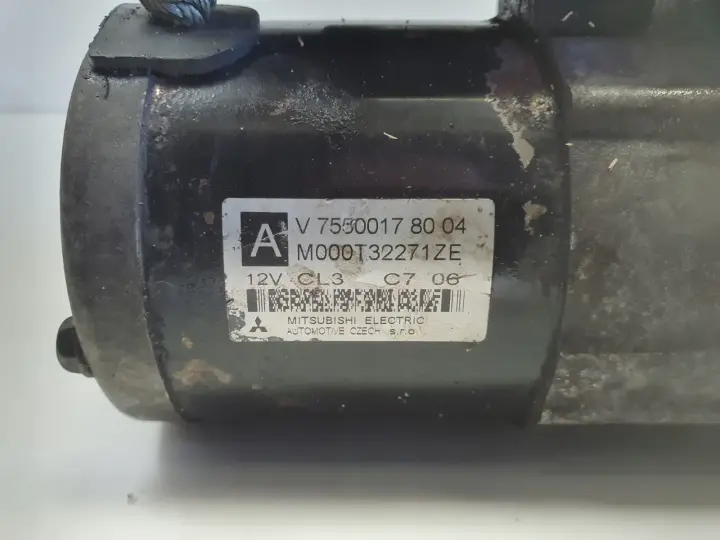 A
V 7550017 80 04
M000T32271ZE
12V CL3 C7 06
MITSUBISHI ELECTRIC
AUTOMOTIVE CZECH s.r.o